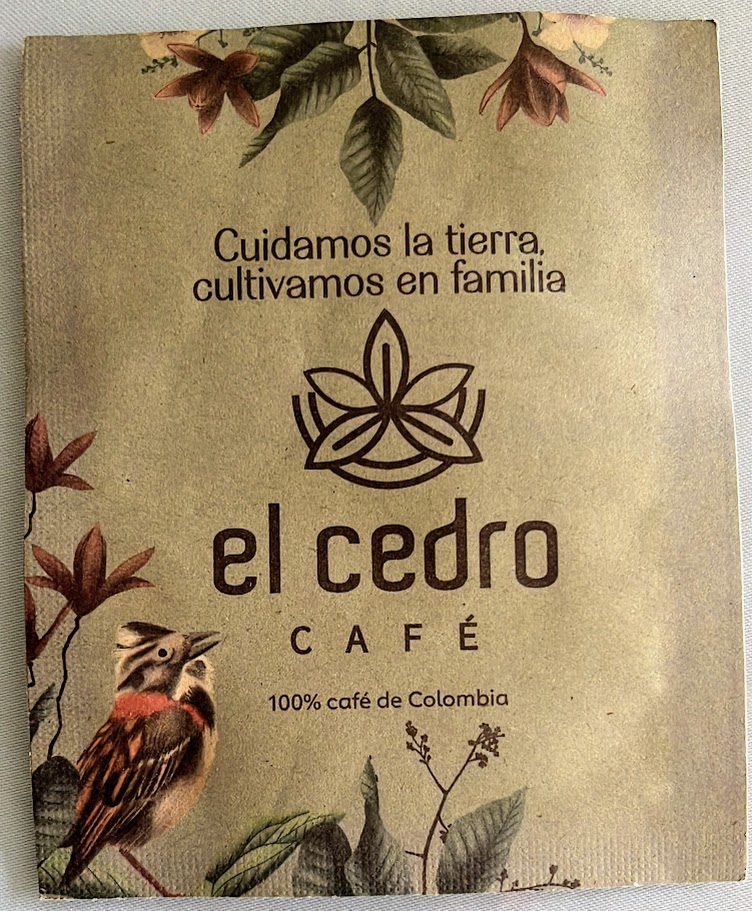 Cuidamos la tierra,
cultivamos en familia
el cedro
CAFÉ
100% café de Colombia